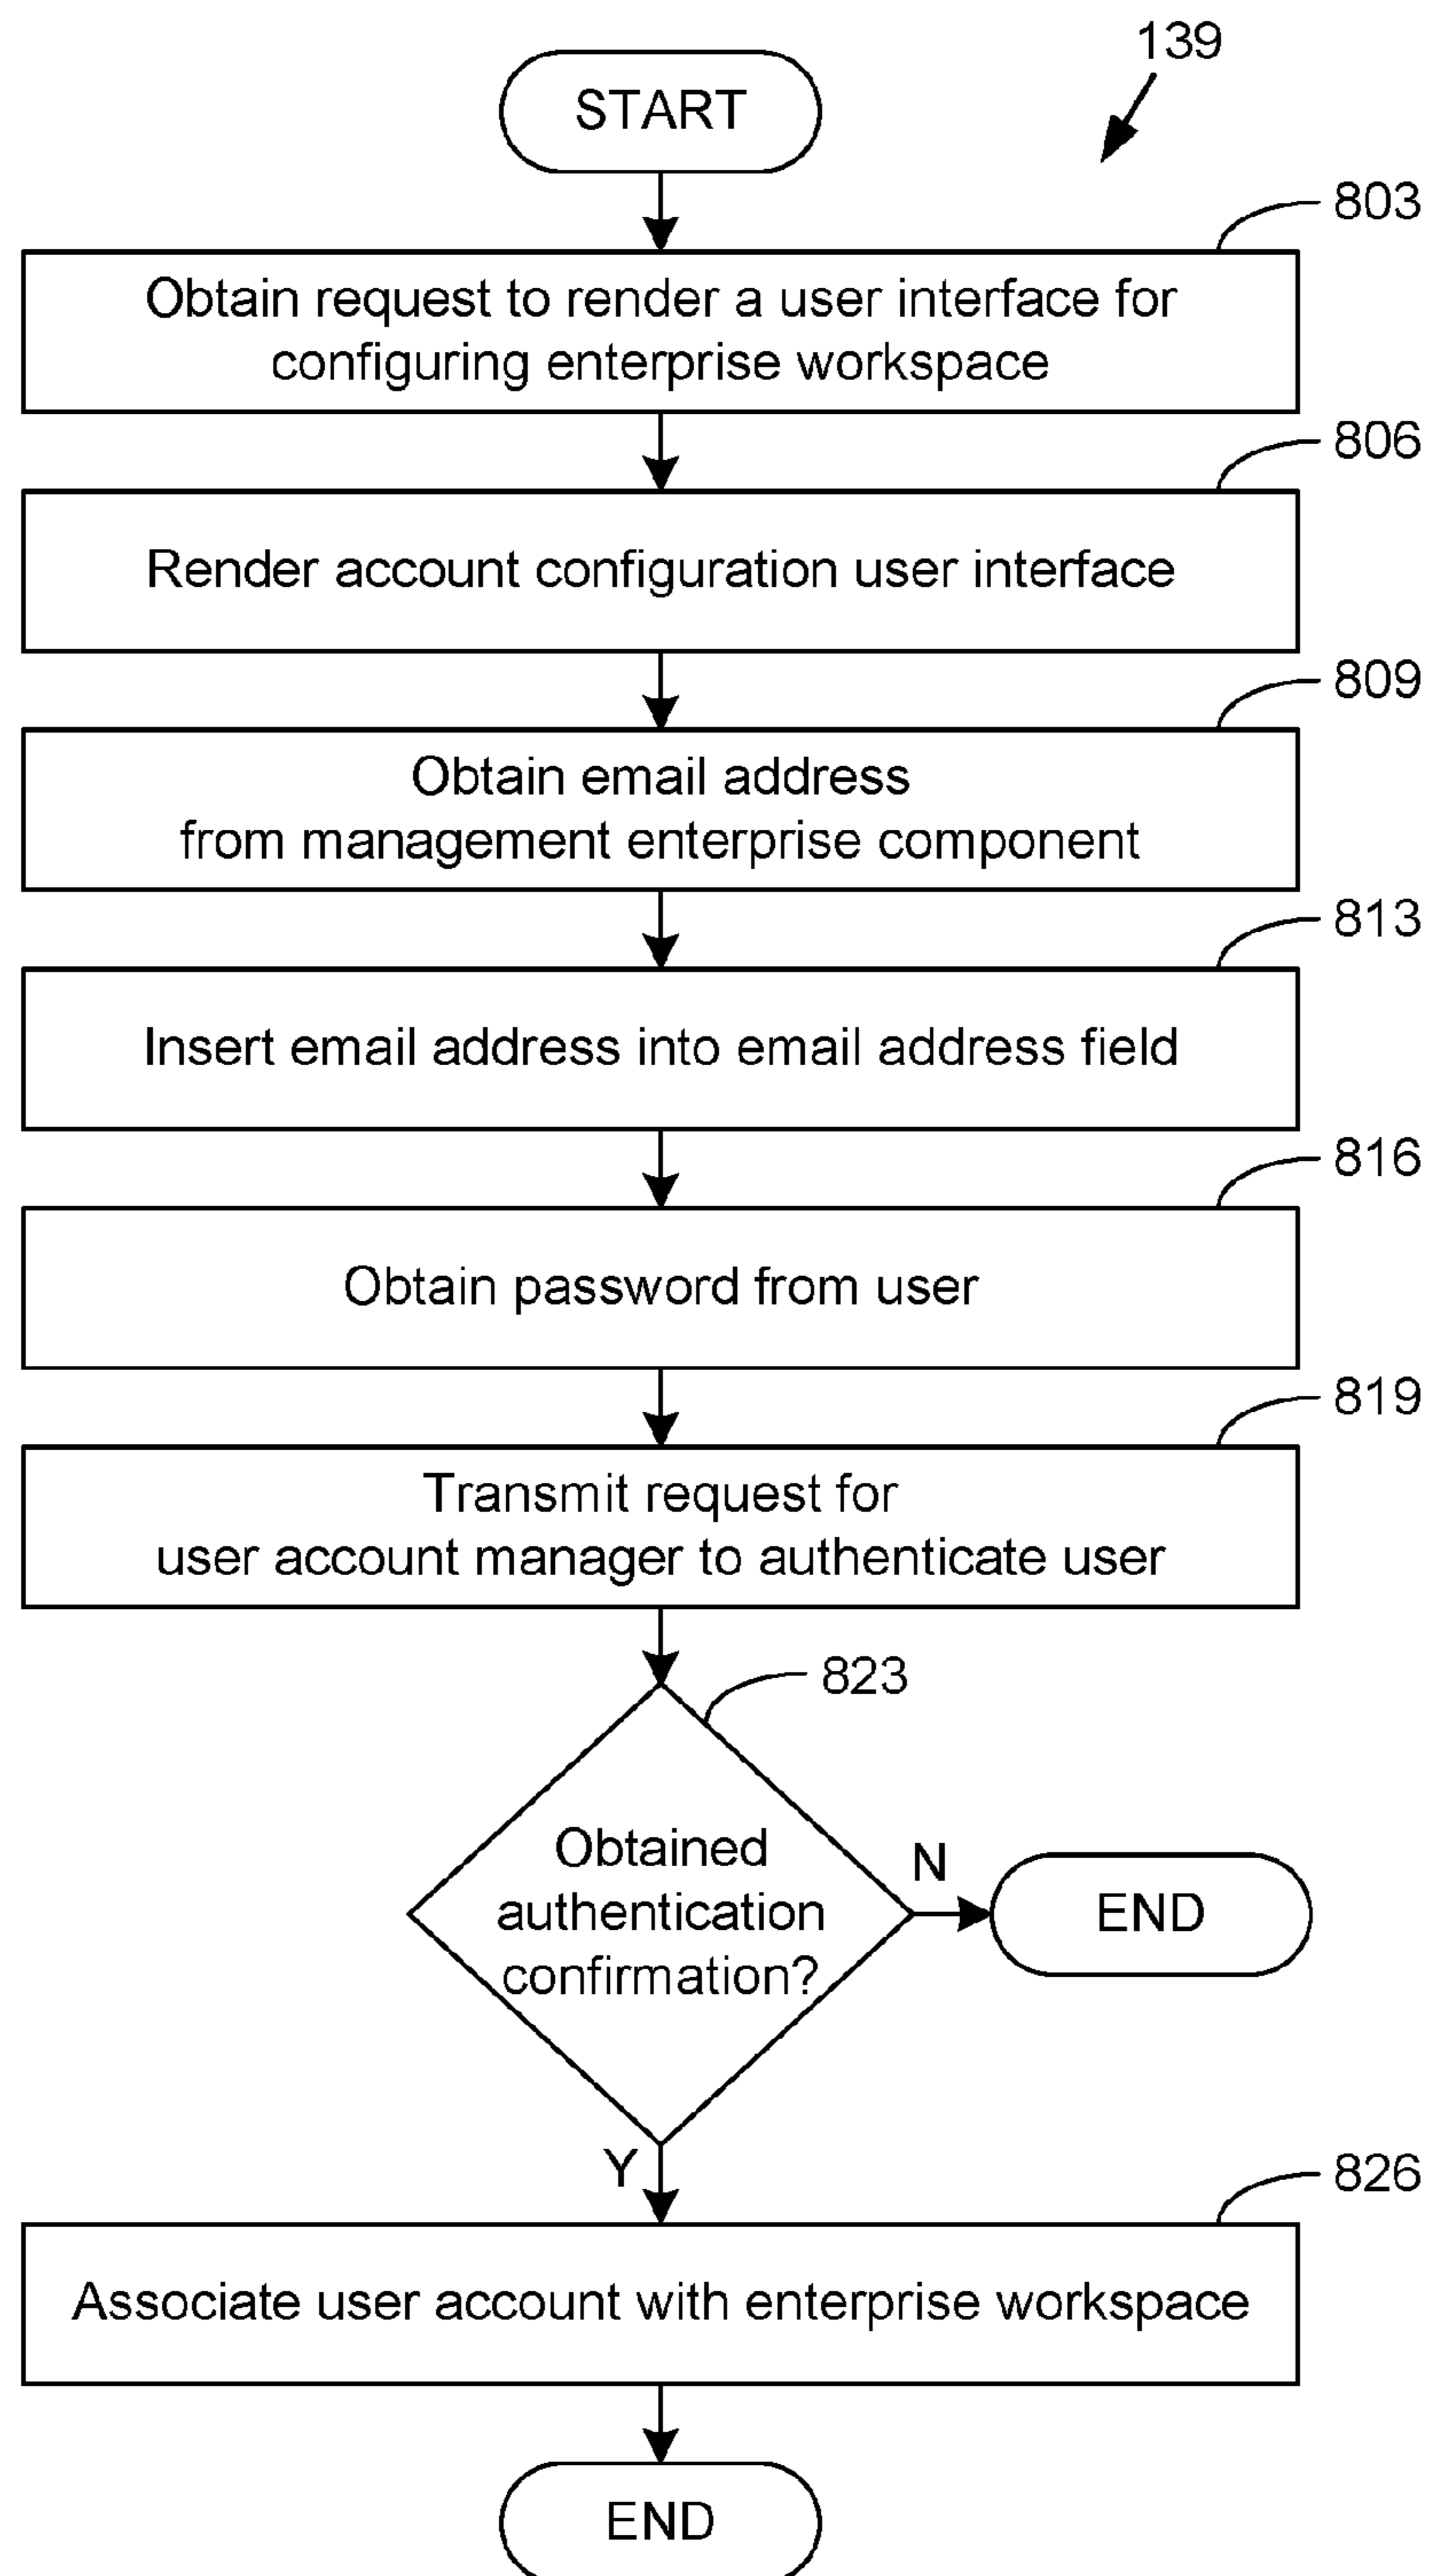 139
START
803
Obtain request to render a user interface for
configuring enterprise workspace
806
Render account configuration user interface
809
Obtain email address
from management enterprise component
813
Insert email address into email address field
816
Obtain password from user
819
Transmit request for
user account manager to authenticate user
823
Obtained
authentication
confirmation?
N
END
Y
826
Associate user account with enterprise workspace
END